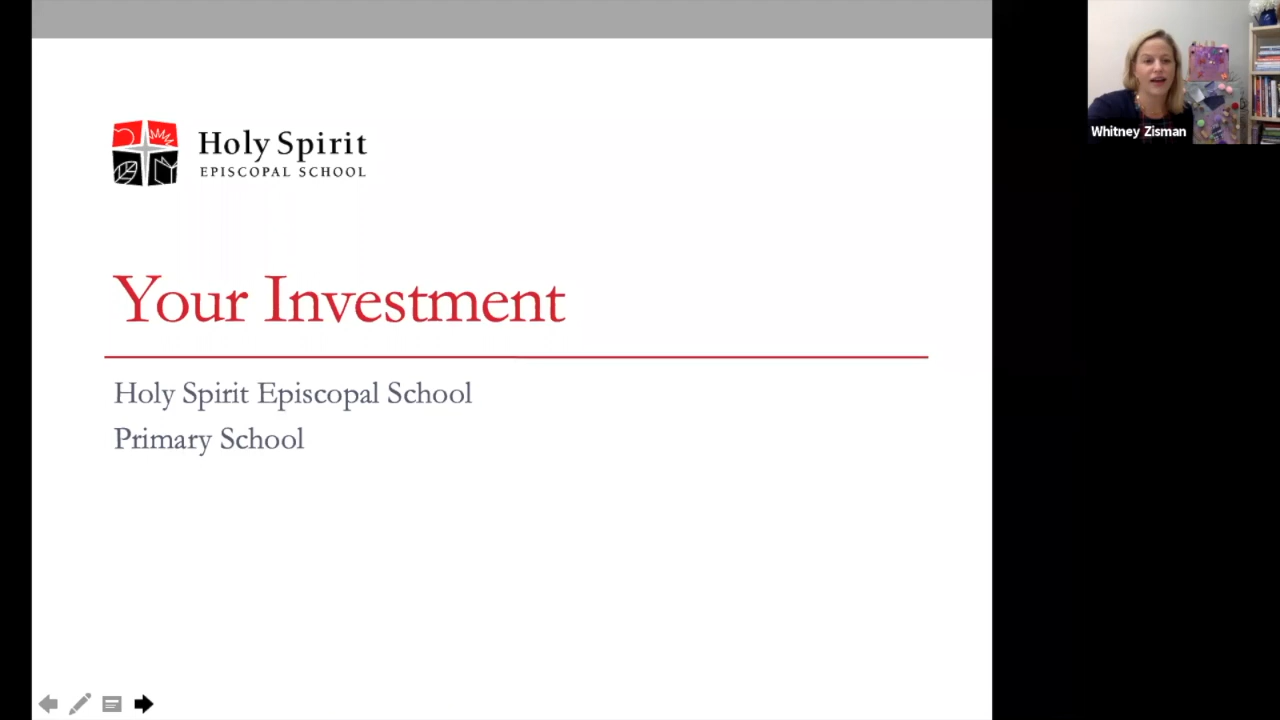 Holy Spirit
EPISCOPAL SCHOOL
Your Investment
Holy Spirit Episcopal School
Primary School
Whitney Zisman